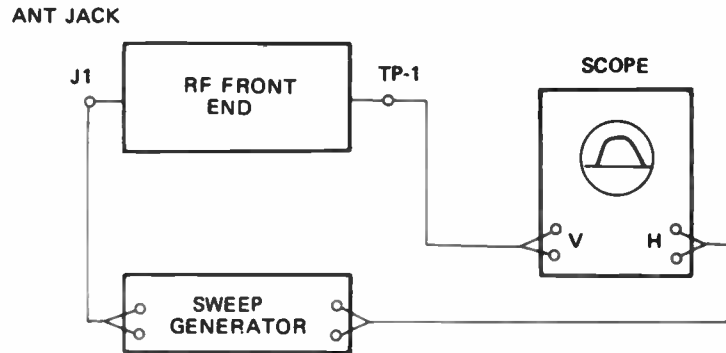 ANT JACK
J1
RF FRONT
END
TP-1
SCOPE
V
H
SWEEP
GENERATOR